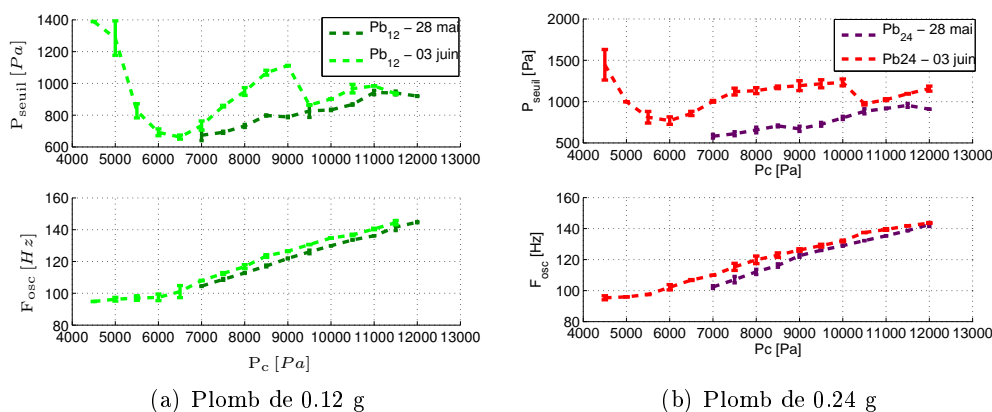 1400
1200
1000
800
600
P_seuil [Pa]
4000 5000 6000 7000 8000 9000 10000 11000 12000 13000
Pb_12 − 28 mai
Pb_12 − 03 juin
160
140
120
100
80
F_osc [Hz]
4000 5000 6000 7000 8000 9000 10000 11000 12000 13000
P_c [Pa]
(a) Plomb de 0.12 g
2000
1500
1000
500
P_seuil [Pa]
4000 5000 6000 7000 8000 9000 10000 11000 12000 13000
Pc [Pa]
Pb_24 − 28 mai
Pb24 − 03 juin
160
140
120
100
80
F_osc [Hz]
4000 5000 6000 7000 8000 9000 10000 11000 12000 13000
Pc [Pa]
(b) Plomb de 0.24 g